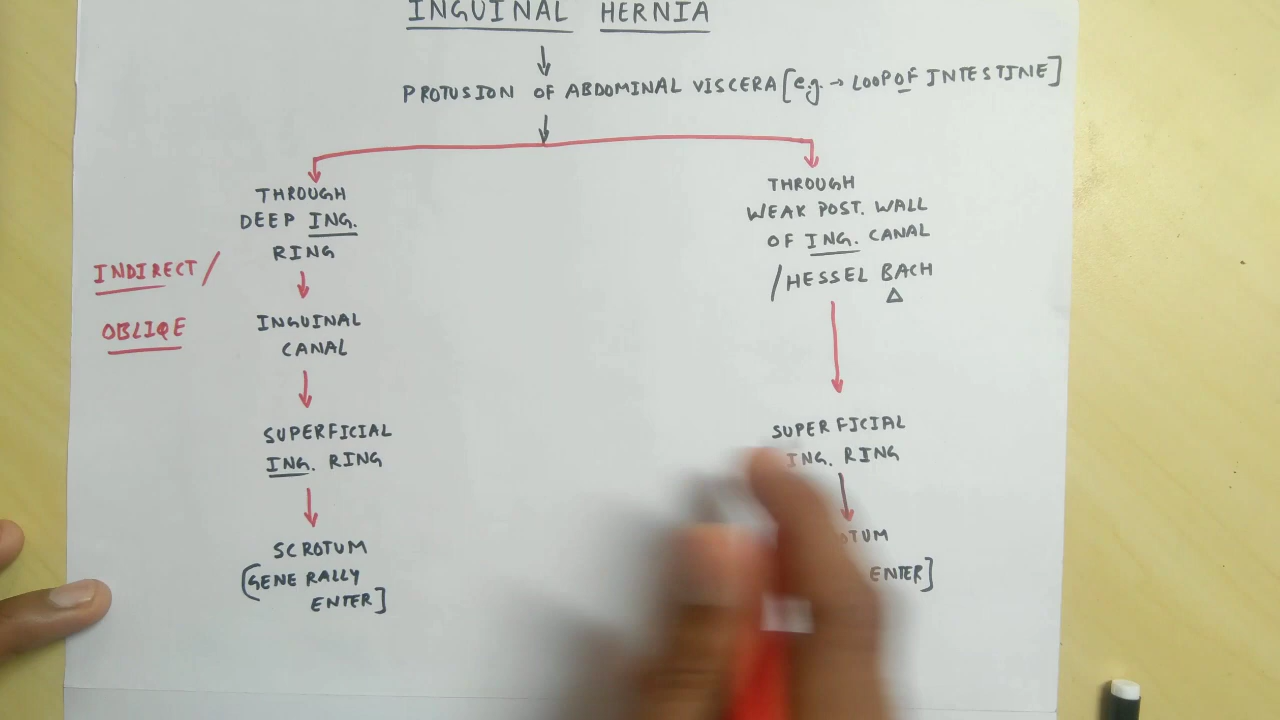 INGUINAL HERNIA
PROTUSION OF ABDOMINAL VISCERA [e.g. → LOOP OF INTESTINE]
THROUGH
DEEP ING.
RING
INDIRECT /
OBLIQE
INGUINAL
CANAL
SUPERFICIAL
ING. RING
SCROTUM
(GENERALLY
ENTER]
THROUGH
WEAK POST. WALL
OF ING. CANAL
/HESSEL BACH
Δ
SUPERFICIAL
ING. RING
ENTER]